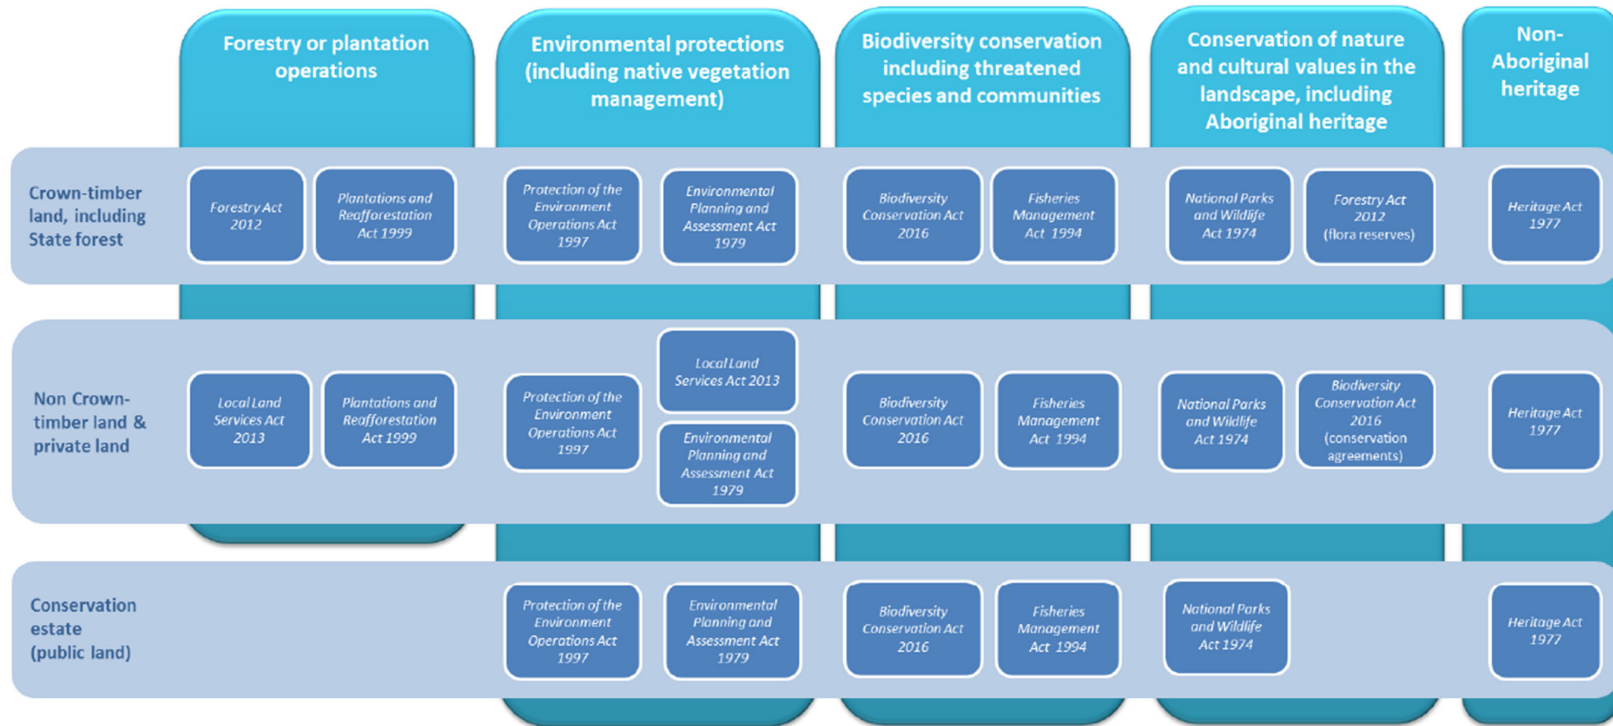 Forestry or plantation
operations
Environmental protections
(including native vegetation
management)
Biodiversity conservation
including threatened
species and communities
Conservation of nature
and cultural values in the
landscape, including
Aboriginal heritage
Non-
Aboriginal
heritage
Crown-timber
land, including
State forest
Forestry Act
2012
Plantations and
Reafforestation
Act 1999
Protection of the
Environment
Operations Act
1997
Environmental
Planning and
Assessment Act
1979
Biodiversity
Conservation Act
2016
Fisheries
Management
Act 1994
National Parks
and Wildlife
Act 1974
Forestry Act
2012
(flora reserves)
Heritage Act
1977
Non Crown-
timber land &
private land
Local Land
Services Act
2013
Plantations and
Reafforestation
Act 1999
Protection of the
Environment
Operations Act
1997
Local Land
Services Act 2013
Environmental
Planning and
Assessment Act
1979
Biodiversity
Conservation Act
2016
Fisheries
Management
Act 1994
National Parks
and Wildlife
Act 1974
Biodiversity
Conservation Act
2016
(conservation
agreements)
Heritage Act
1977
Conservation
estate
(public land)
Protection of the
Environment
Operations Act
1997
Environmental
Planning and
Assessment Act
1979
Biodiversity
Conservation Act
2016
Fisheries
Management
Act 1994
National Parks
and Wildlife
Act 1974
Heritage Act
1977